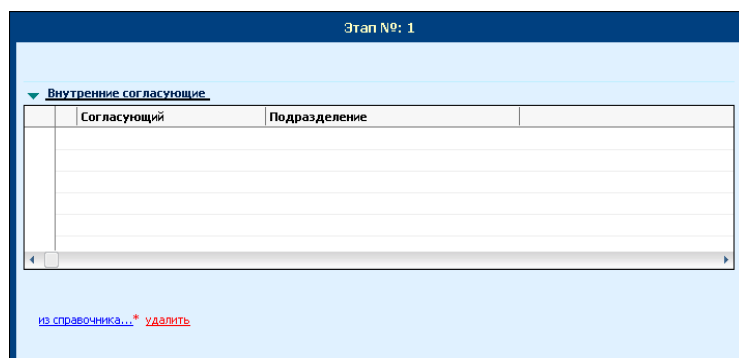 Этап №: 1
Внутренние согласующие
Согласующий Подразделение
из справочника...* удалить